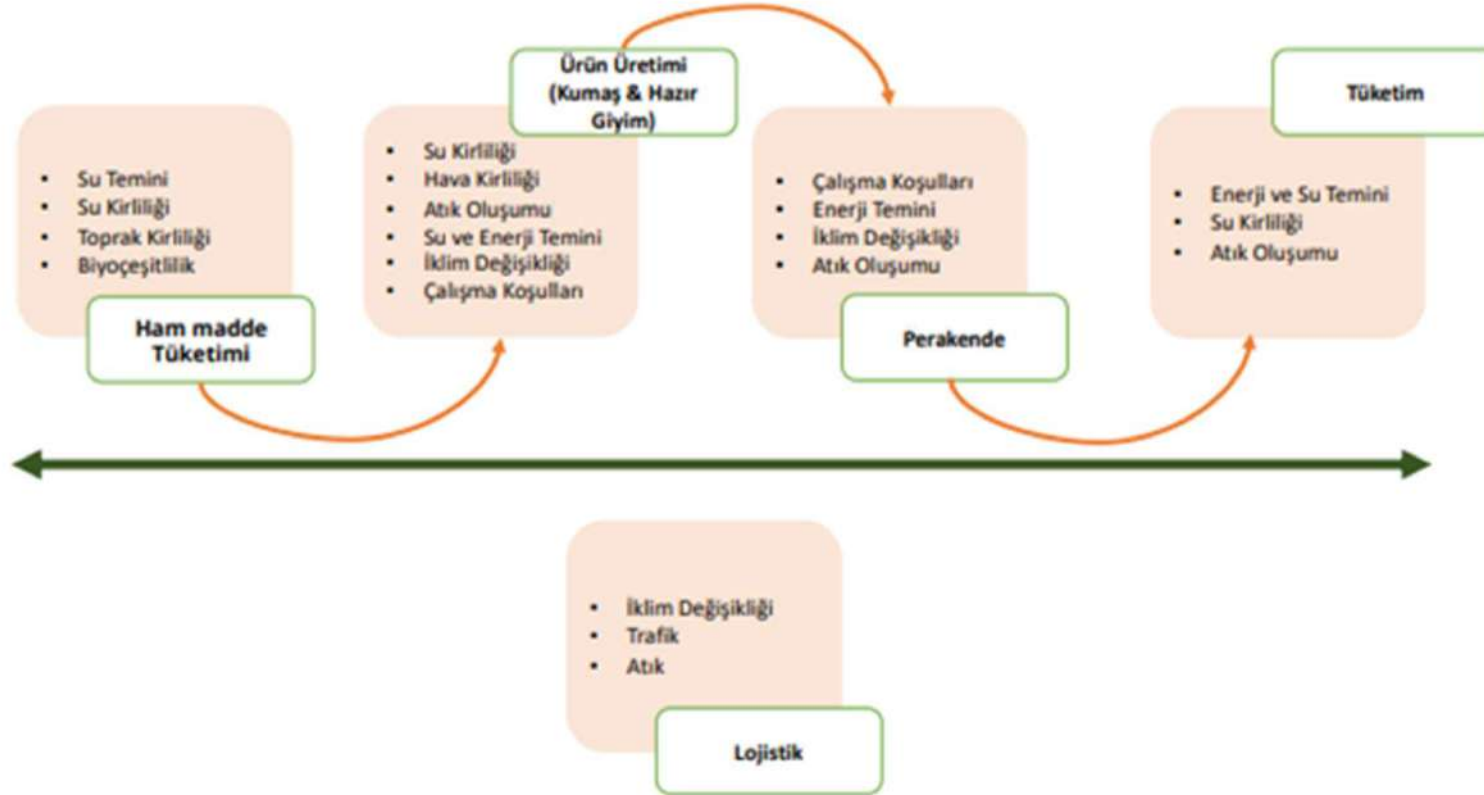 • Su Temini
• Su Kirliliği
• Toprak Kirliliği
• Biyoçeşitlilik
Ham madde
Tüketimi
Ürün Üretimi
(Kumaş & Hazır
Giyim)
• Su Kirliliği
• Hava Kirliliği
• Atık Oluşumu
• Su ve Enerji Temini
• İklim Değişikliği
• Çalışma Koşulları
• Çalışma Koşulları
• Enerji Temini
• İklim Değişikliği
• Atık Oluşumu
Perakende
Tüketim
• Enerji ve Su Temini
• Su Kirliliği
• Atık Oluşumu
• İklim Değişikliği
• Trafik
• Atık
Lojistik